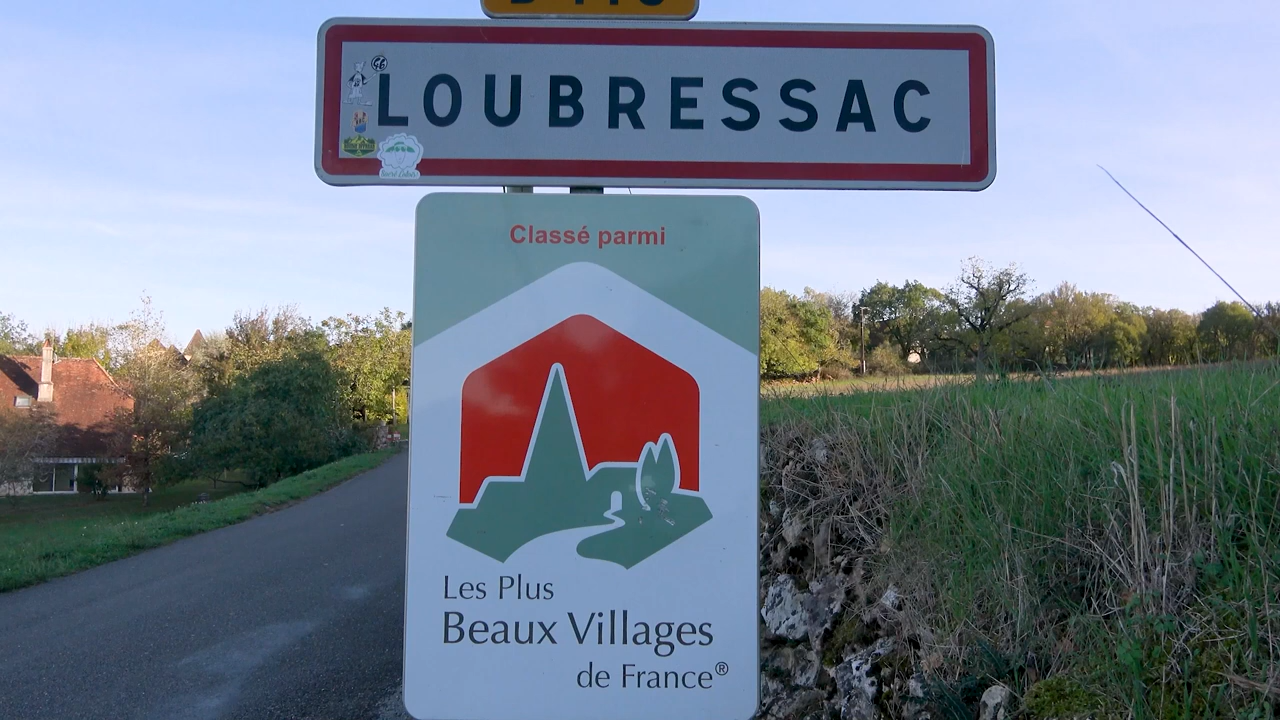 LOUBRESSAC
Classé parmi
Les Plus
Beaux Villages
de France®